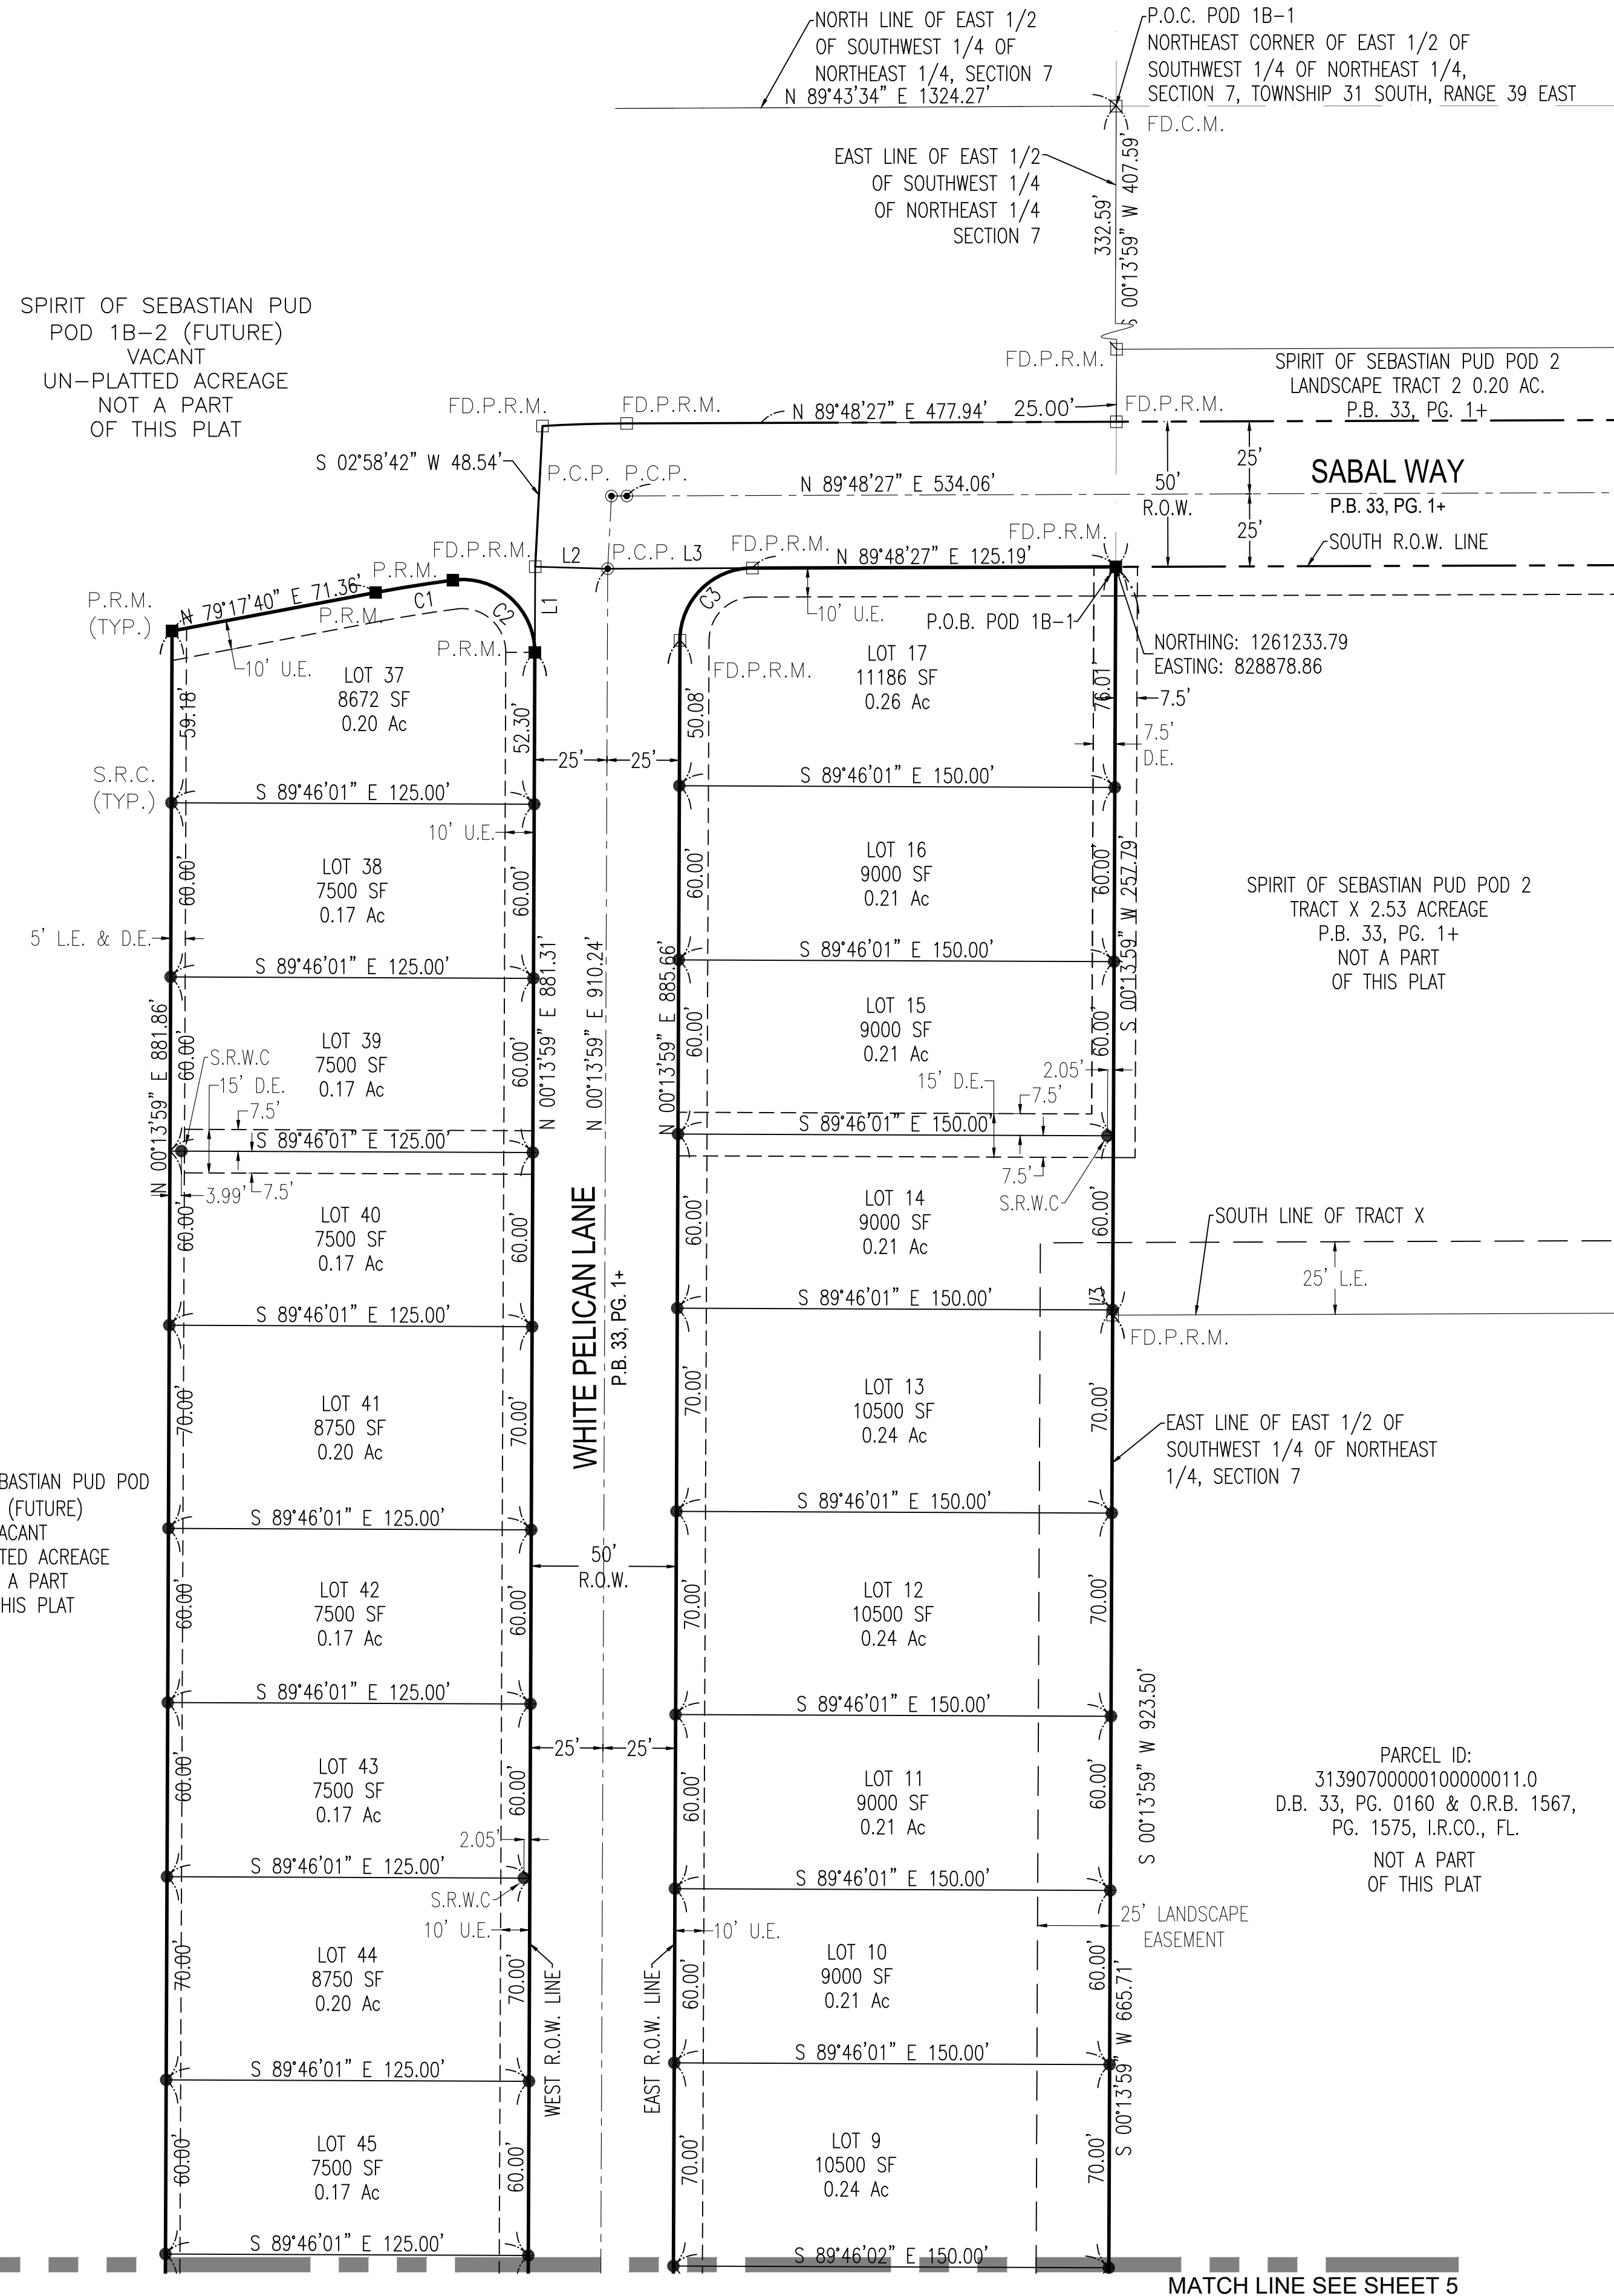 NORTH LINE OF EAST 1/2
OF SOUTHWEST 1/4 OF
NORTHEAST 1/4, SECTION 7
N 89°43'34" E 1324.27'
P.O.C. POD 1B-1
NORTHEAST CORNER OF EAST 1/2 OF
SOUTHWEST 1/4 OF NORTHEAST 1/4,
SECTION 7, TOWNSHIP 31 SOUTH, RANGE 39 EAST
FD.C.M.
EAST LINE OF EAST 1/2
OF SOUTHWEST 1/4
OF NORTHEAST 1/4
SECTION 7
332.59'
S 00°13'59" W 407.59'
SPIRIT OF SEBASTIAN PUD
POD 1B-2 (FUTURE)
VACANT
UN-PLATTED ACREAGE
NOT A PART
OF THIS PLAT
FD.P.R.M.
SPIRIT OF SEBASTIAN PUD POD 2
LANDSCAPE TRACT 2 0.20 AC.
P.B. 33, PG. 1+
FD.P.R.M.
FD.P.R.M.
N 89°48'27" E 477.94'
25.00'
FD.P.R.M.
S 02°58'42" W 48.54'
P.C.P.
P.C.P.
N 89°48'27" E 534.06'
50'
R.O.W.
25'
25'
SABAL WAY
P.B. 33, PG. 1+
SOUTH R.O.W. LINE
FD.P.R.M.
FD.P.R.M.
L2
P.C.P.
L3
FD.P.R.M.
N 89°48'27" E 125.19'
P.R.M.
(TYP.)
N 79°17'40" E 71.36'
P.R.M.
P.R.M.
C1
C2
L1
C3
10' U.E.
P.O.B. POD 1B-1
NORTHING: 1261233.79
EASTING: 828878.86
P.R.M.
10' U.E.
FD.P.R.M.
LOT 37
8672 SF
0.20 Ac
LOT 17
11186 SF
0.26 Ac
59.18'
52.30'
50.08'
76.01'
7.5'
7.5'
D.E.
25'
25'
S.R.C.
(TYP.)
S 89°46'01" E 125.00'
S 89°46'01" E 150.00'
10' U.E.
LOT 38
7500 SF
0.17 Ac
LOT 16
9000 SF
0.21 Ac
60.00'
60.00'
60.00'
60.00'
S 00°13'59" W 257.79'
SPIRIT OF SEBASTIAN PUD POD 2
TRACT X 2.53 ACREAGE
P.B. 33, PG. 1+
NOT A PART
OF THIS PLAT
5' L.E. & D.E.
S 89°46'01" E 125.00'
S 89°46'01" E 150.00'
N 00°13'59" E 881.86'
N 00°13'59" E 881.31'
N 00°13'59" E 910.24'
N 00°13'59" E 885.66'
LOT 39
7500 SF
0.17 Ac
LOT 15
9000 SF
0.21 Ac
60.00'
60.00'
60.00'
60.00'
S.R.W.C
15' D.E.
7.5'
2.05'
15' D.E.
7.5'
S 89°46'01" E 125.00'
S 89°46'01" E 150.00'
3.99'
7.5'
7.5'
S.R.W.C
LOT 40
7500 SF
0.17 Ac
LOT 14
9000 SF
0.21 Ac
60.00'
60.00'
60.00'
60.00'
SOUTH LINE OF TRACT X
25' L.E.
WHITE PELICAN LANE
P.B. 33, PG. 1+
S 89°46'01" E 125.00'
S 89°46'01" E 150.00'
FD.P.R.M.
LOT 41
8750 SF
0.20 Ac
LOT 13
10500 SF
0.24 Ac
70.00'
70.00'
70.00'
70.00'
EAST LINE OF EAST 1/2 OF
SOUTHWEST 1/4 OF NORTHEAST
1/4, SECTION 7
BASTIAN PUD POD
(FUTURE)
ACANT
TED ACREAGE
A PART
HIS PLAT
S 89°46'01" E 125.00'
S 89°46'01" E 150.00'
50'
R.O.W.
LOT 42
7500 SF
0.17 Ac
LOT 12
10500 SF
0.24 Ac
60.00'
60.00'
70.00'
70.00'
S 89°46'01" E 125.00'
S 89°46'01" E 150.00'
S 00°13'59" W 923.50'
25'
25'
LOT 43
7500 SF
0.17 Ac
LOT 11
9000 SF
0.21 Ac
60.00'
60.00'
60.00'
60.00'
PARCEL ID:
31390700000100000011.0
D.B. 33, PG. 0160 & O.R.B. 1567,
PG. 1575, I.R.CO., FL.
NOT A PART
OF THIS PLAT
2.05'
S 89°46'01" E 125.00'
S 89°46'01" E 150.00'
S.R.W.C
10' U.E.
10' U.E.
25' LANDSCAPE
EASEMENT
LOT 44
8750 SF
0.20 Ac
LOT 10
9000 SF
0.21 Ac
70.00'
70.00'
60.00'
60.00'
WEST R.O.W. LINE
EAST R.O.W. LINE
S 00°13'59" W 665.71'
S 89°46'01" E 125.00'
S 89°46'01" E 150.00'
LOT 45
7500 SF
0.17 Ac
LOT 9
10500 SF
0.24 Ac
60.00'
60.00'
70.00'
70.00'
S 89°46'01" E 125.00'
S 89°46'02" E 150.00'
MATCH LINE SEE SHEET 5